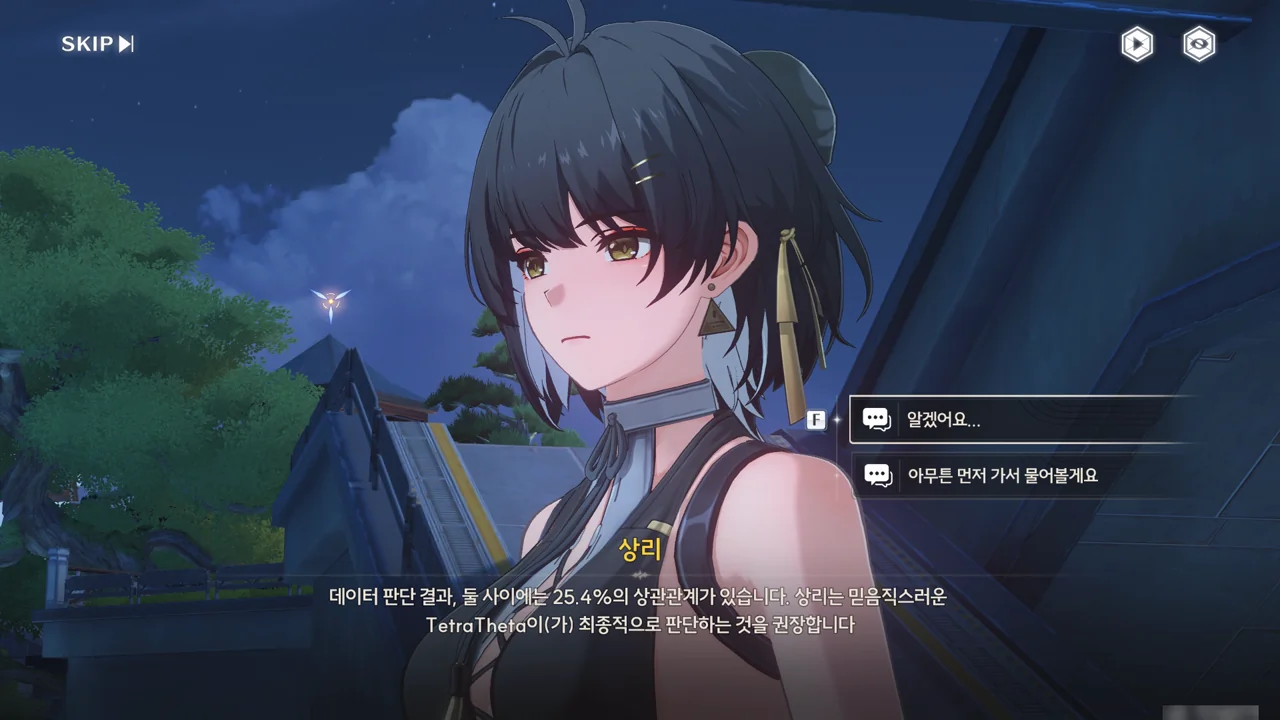 SKIP
F
알겠어요...
아무튼 먼저 가서 물어볼게요
상리
데이터 판단 결과, 둘 사이에는 25.4%의 상관관계가 있습니다. 상리는 믿음직스러운
TetraTheta이(가) 최종적으로 판단하는 것을 권장합니다